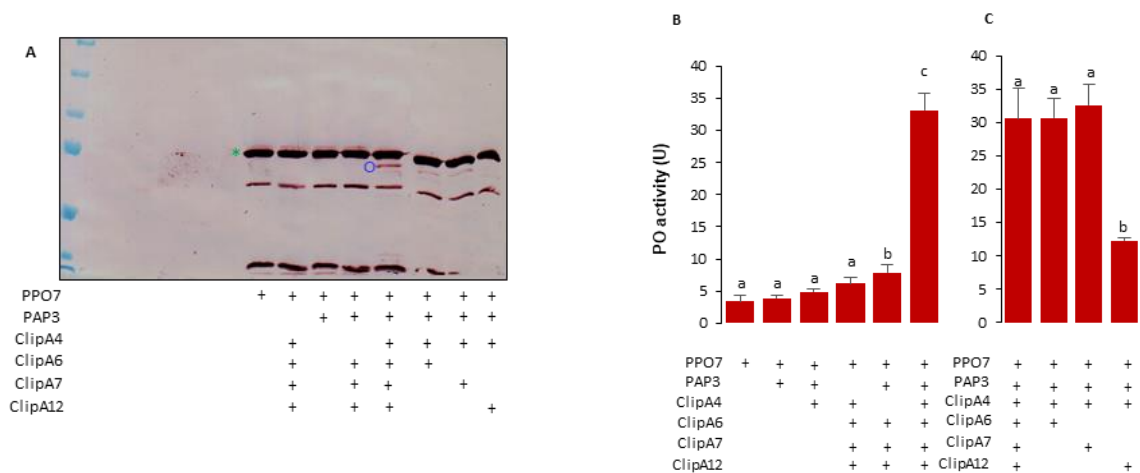 A
*
PPO7 + + + + + + + +
PAP3 + + + + + +
ClipA4 + + + + +
ClipA6 + + + +
ClipA7 + + + +
ClipA12 + + + +
B
PO activity (U)
40
35
30
25
20
15
10
5
0
a a a a b c
PPO7 + + + + + +
PAP3 + + + +
ClipA4 + + +
ClipA6 + + +
ClipA7 + + +
ClipA12 + + +
C
40
35
30
25
20
15
10
5
0
a a a b
PPO7 + + + +
PAP3 + + + +
ClipA4 + + + +
ClipA6 + +
ClipA7 + +
ClipA12 + +